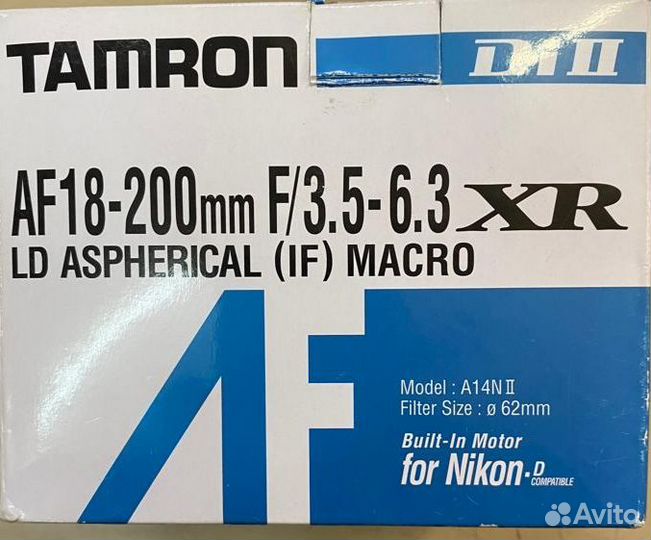 TAMRON Di II
AF18-200mm F/3.5-6.3 XR
LD ASPHERICAL (IF) MACRO
AF
Model : A14N II
Filter Size : ø 62mm
Built-In Motor
for Nikon-D
COMPATIBLE
Avito